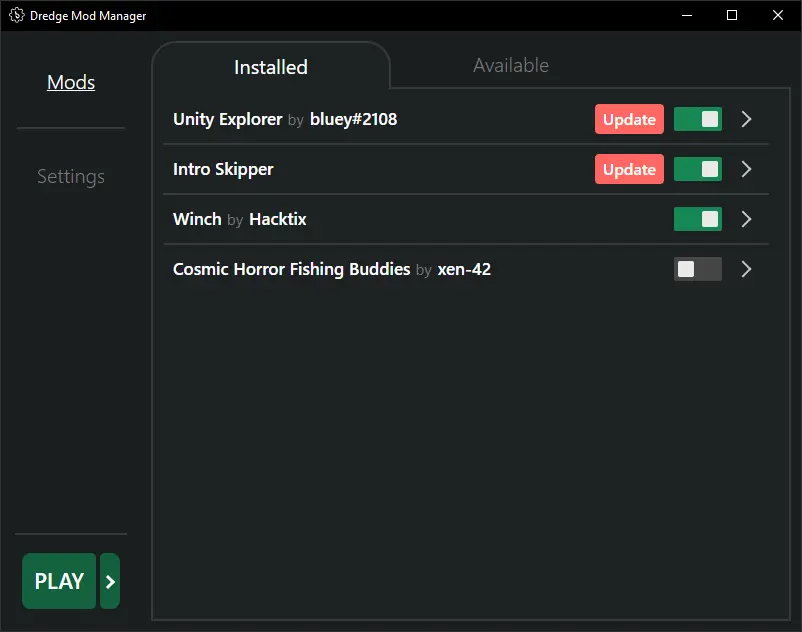 Dredge Mod Manager
Mods
Settings
PLAY
Installed
Available
Unity Explorer by bluey#2108
Update
Intro Skipper
Update
Winch by Hacktix
Cosmic Horror Fishing Buddies by xen-42